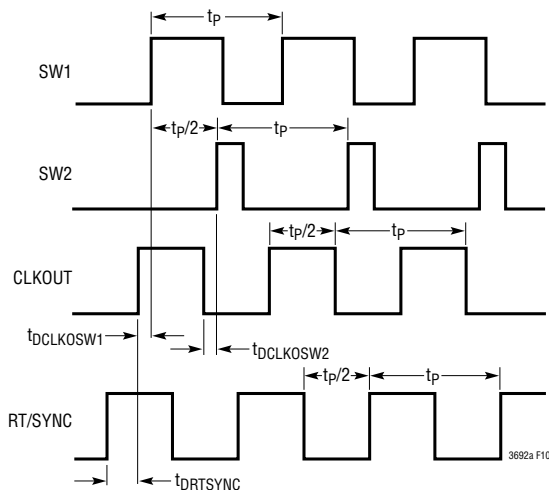 tP
SW1
tP/2
tP
SW2
tP/2
tP
CLKOUT
tDCLKOSW1
tDCLKOSW2
tP/2
tP
RT/SYNC
3692a F10
tDRTSYNC